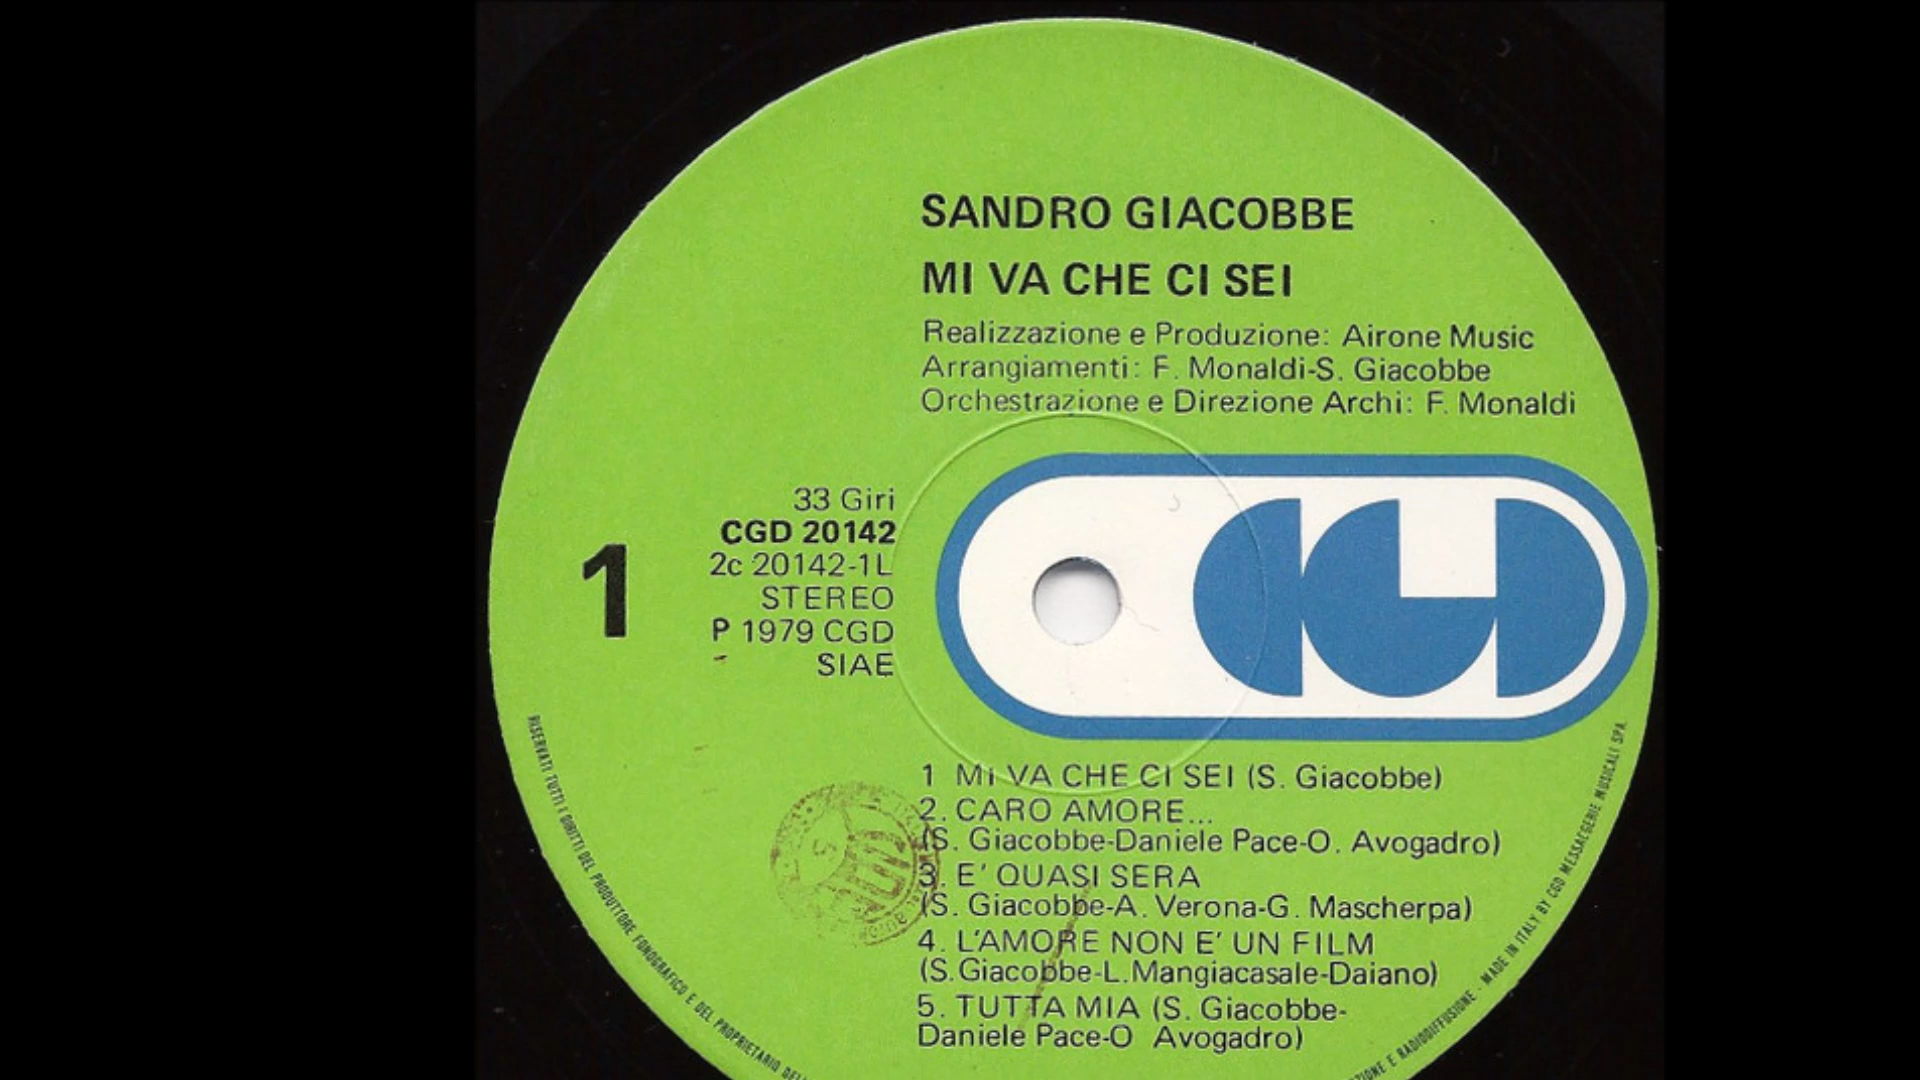 SANDRO GIACOBBE
MI VA CHE CI SEI
Realizzazione e Produzione: Airone Music
Arrangiamenti: F. Monaldi-S. Giacobbe
Orchestrazione e Direzione Archi: F. Monaldi
33 Giri
CGD 20142
2c 20142-1L
STEREO
P 1979 CGD
SIAE
1
CGD
1 MI VA CHE CI SEI (S. Giacobbe)
2. CARO AMORE...
(S. Giacobbe-Daniele Pace-O. Avogadro)
3. E' QUASI SERA
(S. Giacobbe-A. Verona-G. Mascherpa)
4. L'AMORE NON E' UN FILM
(S.Giacobbe-L.Mangiacasale-Daiano)
5. TUTTA MIA (S. Giacobbe-
Daniele Pace-O Avogadro)
RISERVATI TUTTI I DIRITTI DEL PRODUTTORE FONOGRAFICO E DEL PROPRIETARIO
E RADIODIFFUSIONE - MADE IN ITALY BY CGD MESSAGGERIE MUSICALI SPA.